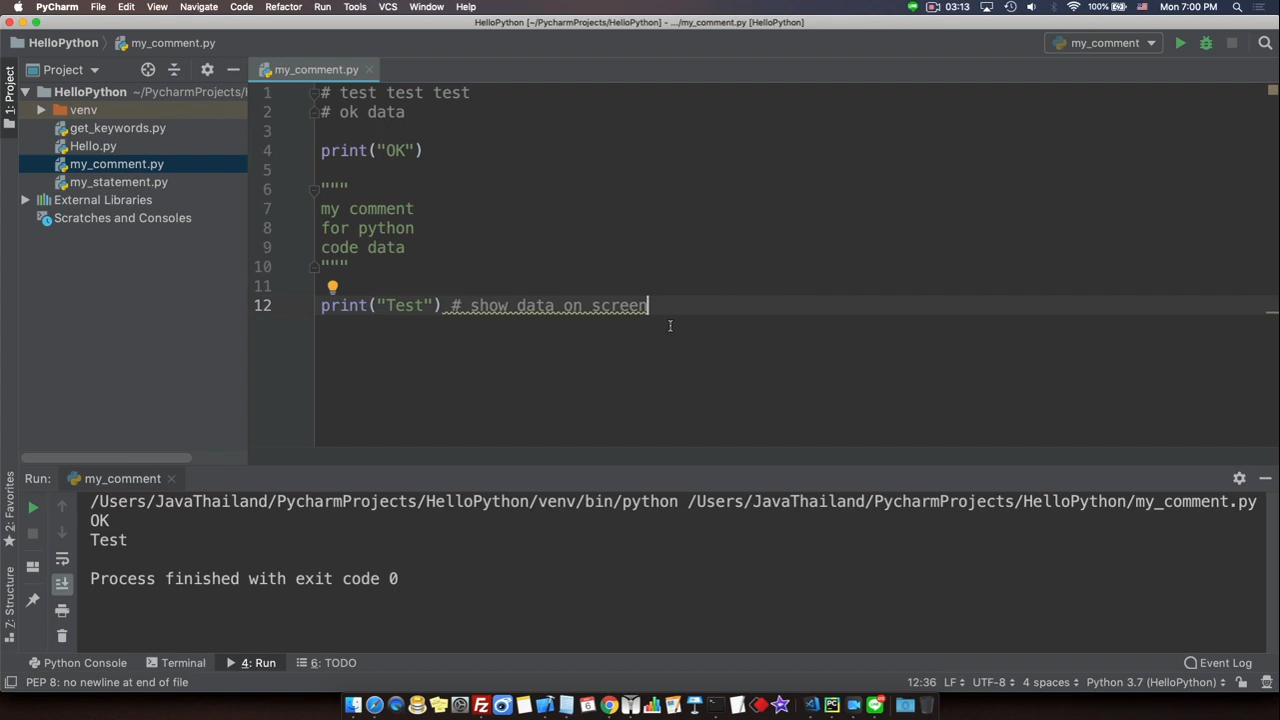 PyCharm File Edit View Navigate Code Refactor Run Tools VCS Window Help 03:13 100% Mon 7:00 PM
HelloPython [~/PycharmProjects/HelloPython] - .../my_comment.py [HelloPython]
HelloPython my_comment.py my_comment
1: Project
Project
my_comment.py
HelloPython ~/PycharmProjects/H
venv
get_keywords.py
Hello.py
my_comment.py
my_statement.py
External Libraries
Scratches and Consoles
1 # test test test
2 # ok data
3
4 print("OK")
5
6 """
7 my comment
8 for python
9 code data
10 """
11
12 print("Test") # show data on screen
Run: my_comment
/Users/JavaThailand/PycharmProjects/HelloPython/venv/bin/python /Users/JavaThailand/PycharmProjects/HelloPython/my_comment.py
OK
Test
Process finished with exit code 0
2: Favorites
Z: Structure
Python Console Terminal 4: Run 6: TODO Event Log
PEP 8: no newline at end of file 12:36 LF UTF-8 4 spaces Python 3.7 (HelloPython)